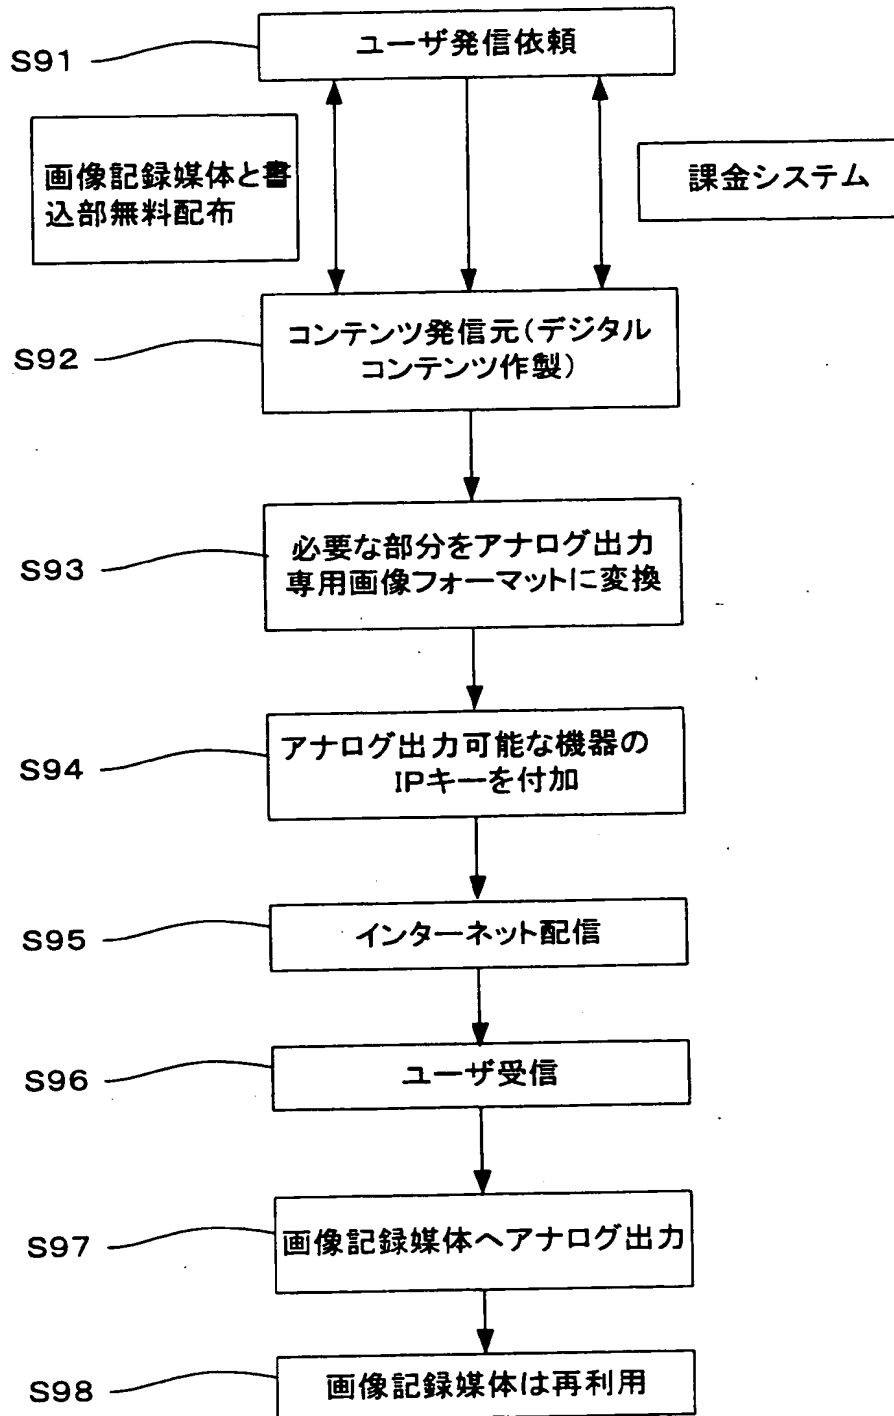 S91
ユーザ発信依頼
画像記録媒体と書
込部無料配布
課金システム
S92
コンテンツ発信元(デジタル
コンテンツ作製)
S93
必要な部分をアナログ出力
専用画像フォーマットに変換
S94
アナログ出力可能な機器の
IPキーを付加
S95
インターネット配信
S96
ユーザ受信
S97
画像記録媒体へアナログ出力
S98
画像記録媒体は再利用